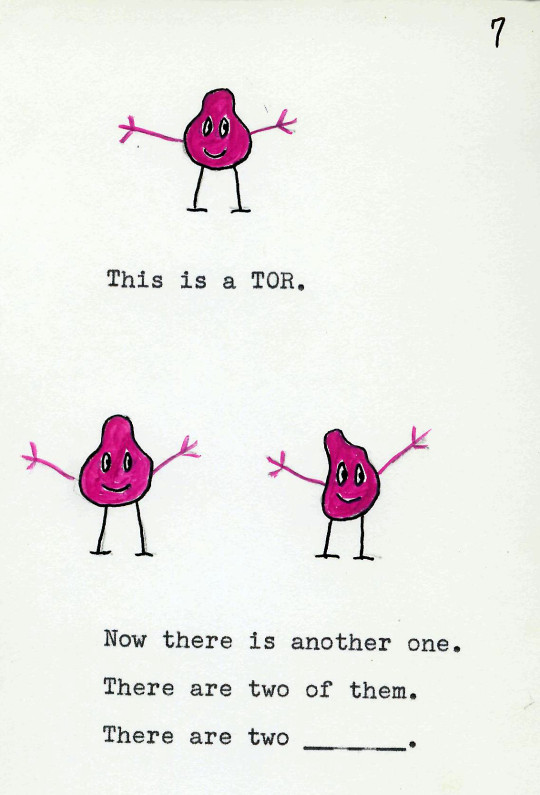 7
This is a TOR.
Now there is another one.
There are two of them.
There are two ______.